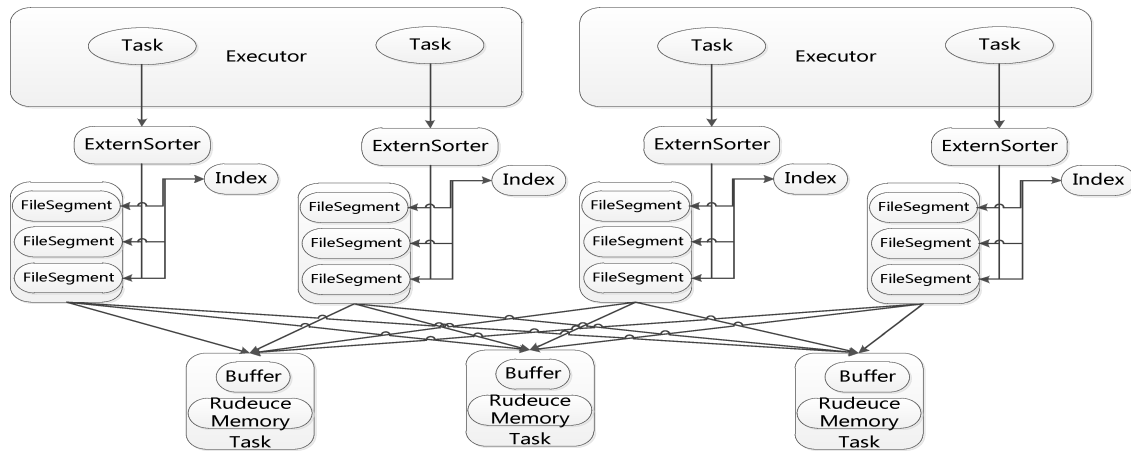 Task
Executor
Task
Task
Executor
Task
ExternSorter
ExternSorter
ExternSorter
ExternSorter
Index
Index
Index
Index
FileSegment
FileSegment
FileSegment
FileSegment
FileSegment
FileSegment
FileSegment
FileSegment
FileSegment
FileSegment
FileSegment
FileSegment
Buffer
Rudeuce
Memory
Task
Buffer
Rudeuce
Memory
Task
Buffer
Rudeuce
Memory
Task